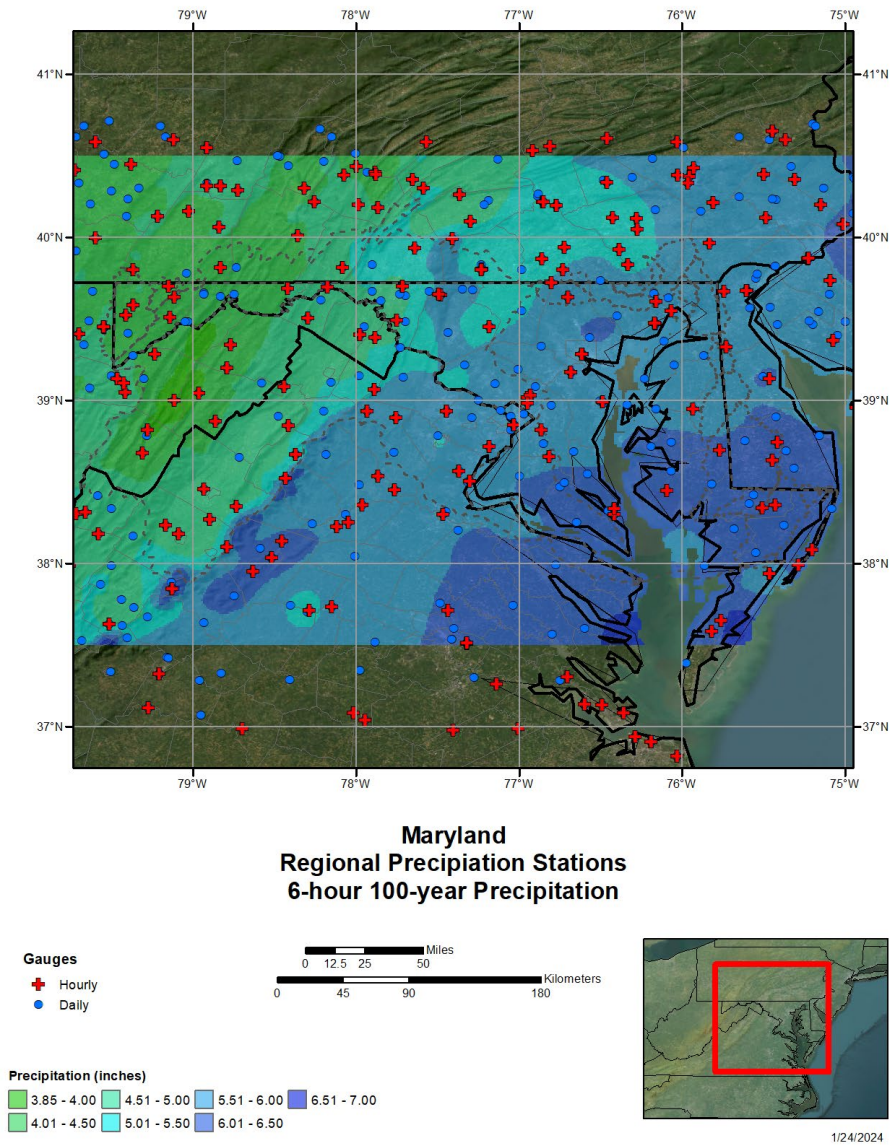 79°W 78°W 77°W 76°W 75°W
41°N 41°N
40°N 40°N
39°N 39°N
38°N 38°N
37°N 37°N
79°W 78°W 77°W 76°W 75°W
Maryland
Regional Precipiation Stations
6-hour 100-year Precipitation
Gauges
Hourly
Daily
Miles
0 12.5 25 50
Kilometers
0 45 90 180
Precipitation (inches)
3.85 - 4.00 4.51 - 5.00 5.51 - 6.00 6.51 - 7.00
4.01 - 4.50 5.01 - 5.50 6.01 - 6.50
1/24/2024